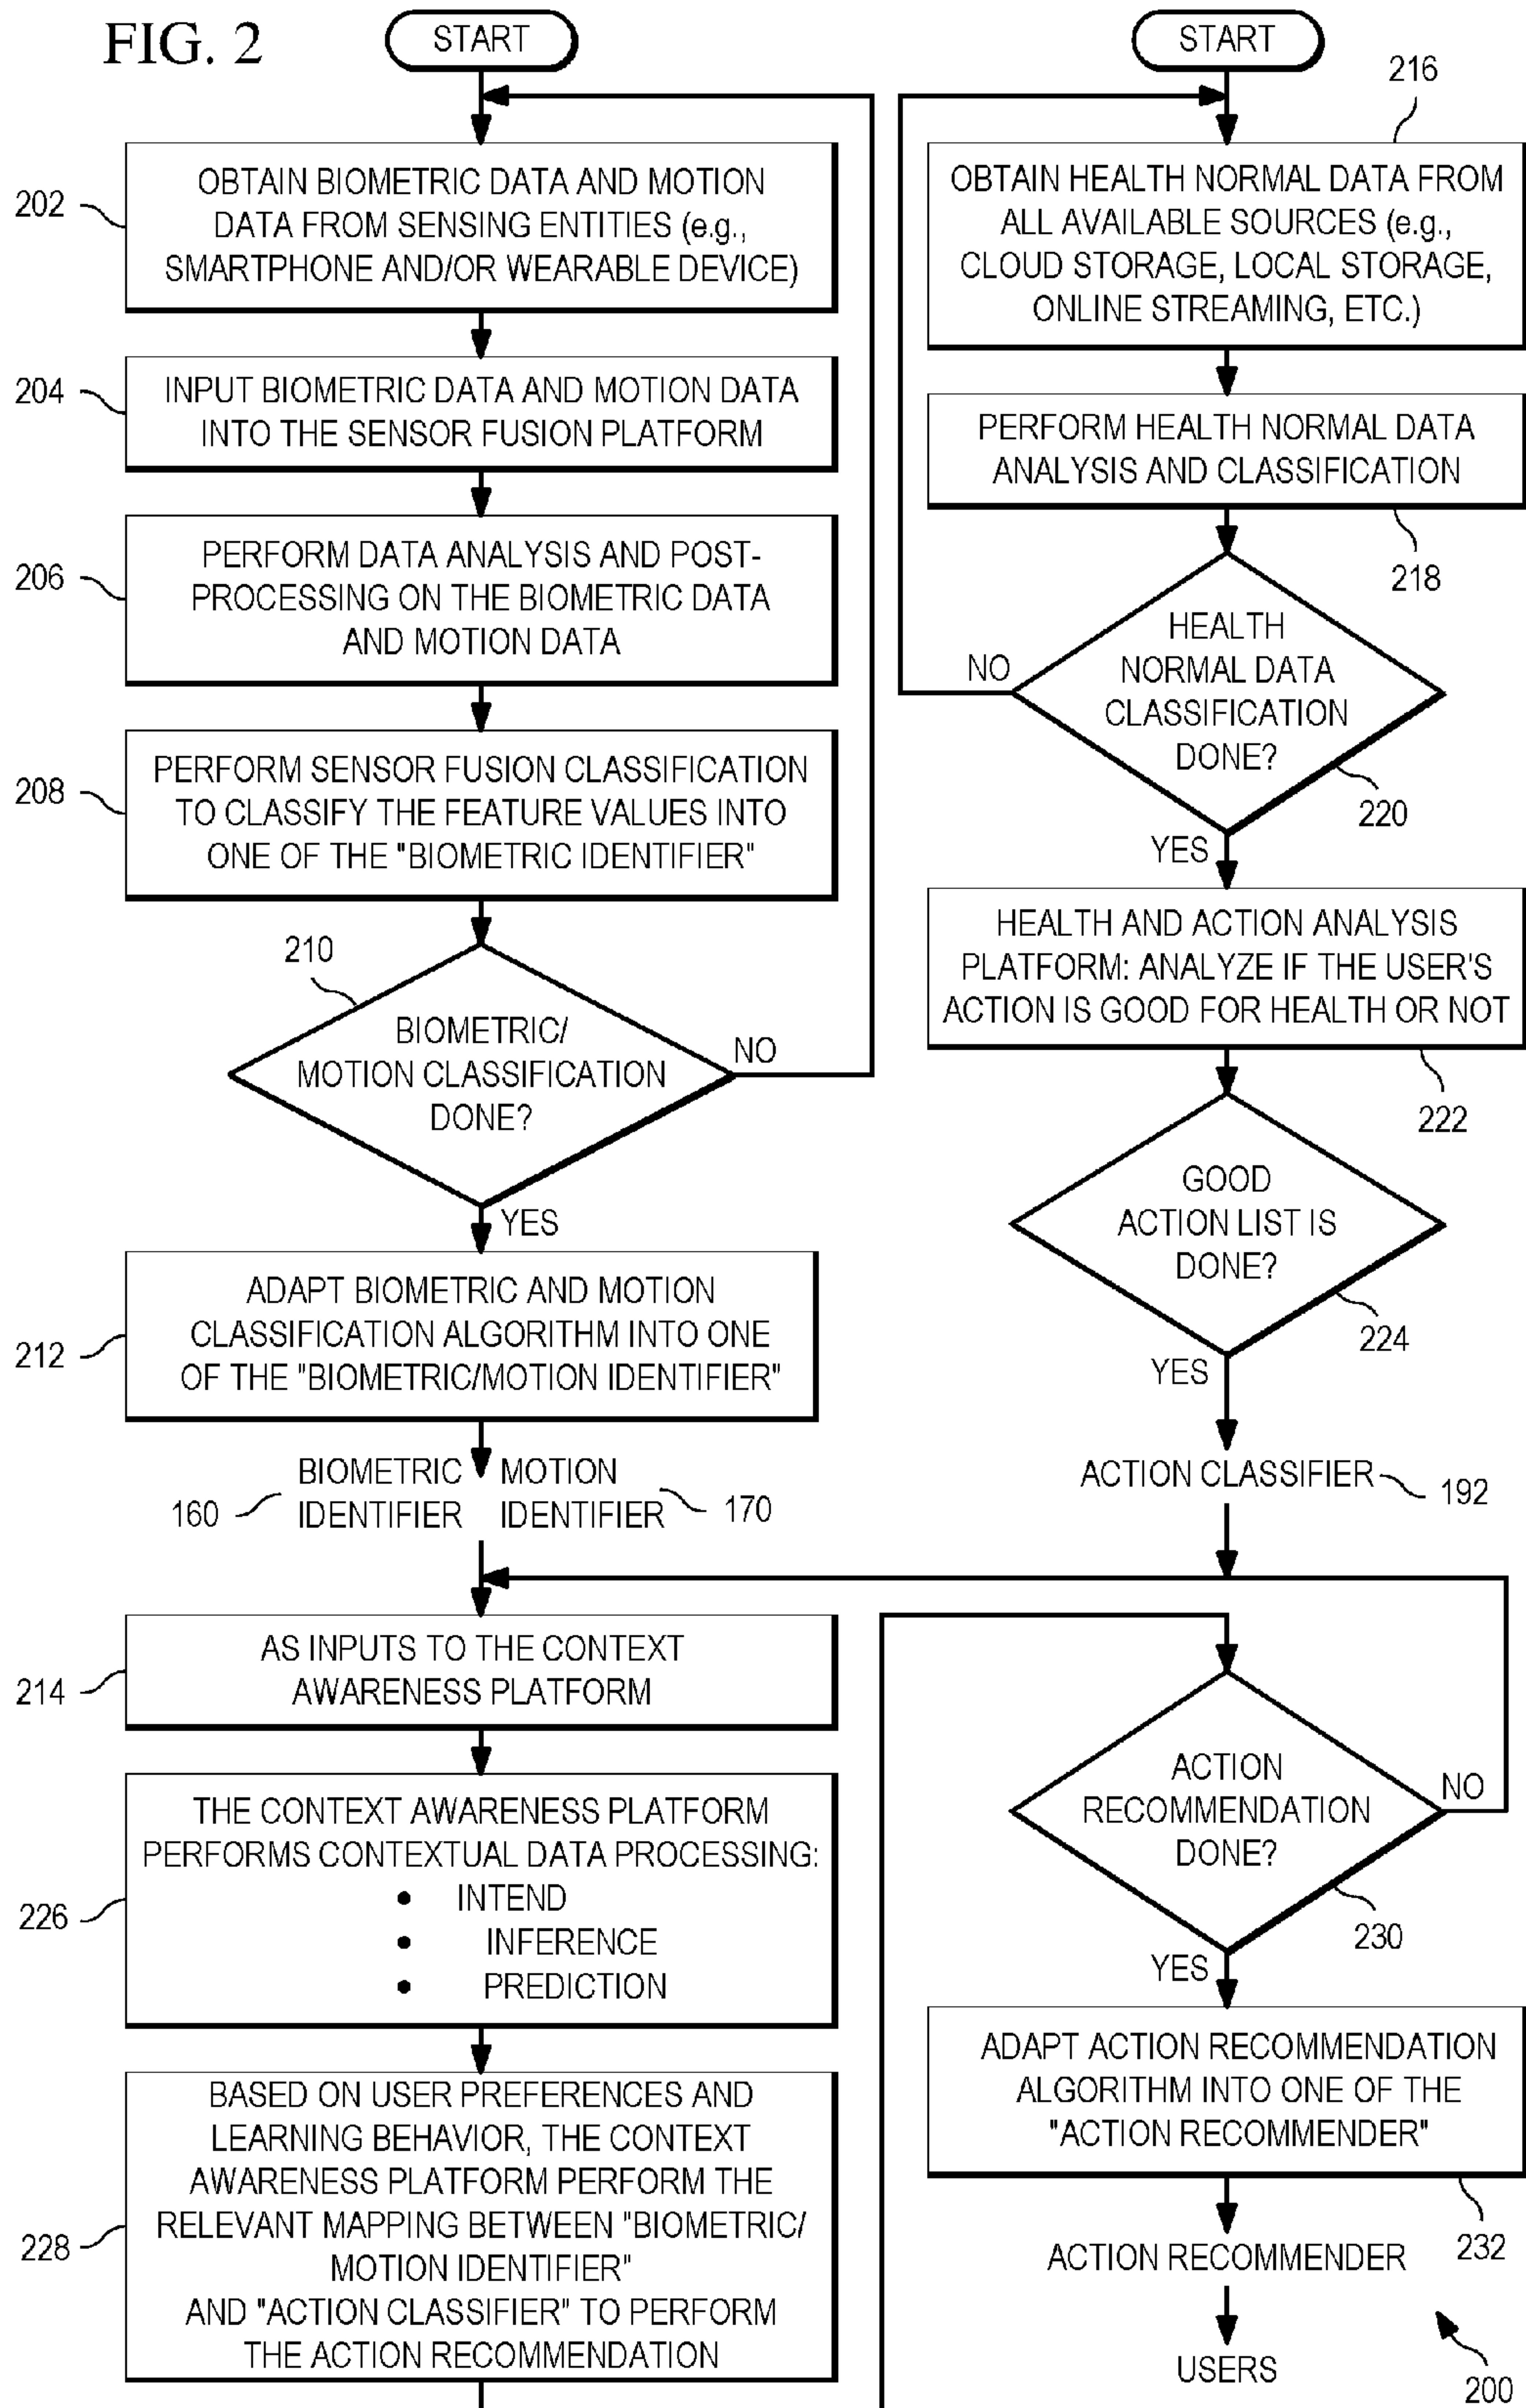 FIG. 2
START
202
OBTAIN BIOMETRIC DATA AND MOTION
DATA FROM SENSING ENTITIES (e.g.,
SMARTPHONE AND/OR WEARABLE DEVICE)
204
INPUT BIOMETRIC DATA AND MOTION DATA
INTO THE SENSOR FUSION PLATFORM
206
PERFORM DATA ANALYSIS AND POST-
PROCESSING ON THE BIOMETRIC DATA
AND MOTION DATA
208
PERFORM SENSOR FUSION CLASSIFICATION
TO CLASSIFY THE FEATURE VALUES INTO
ONE OF THE "BIOMETRIC IDENTIFIER"
210
BIOMETRIC/
MOTION CLASSIFICATION
DONE?
NO
YES
212
ADAPT BIOMETRIC AND MOTION
CLASSIFICATION ALGORITHM INTO ONE
OF THE "BIOMETRIC/MOTION IDENTIFIER"
BIOMETRIC
IDENTIFIER
160
MOTION
IDENTIFIER
170
214
AS INPUTS TO THE CONTEXT
AWARENESS PLATFORM
226
THE CONTEXT AWARENESS PLATFORM
PERFORMS CONTEXTUAL DATA PROCESSING:
• INTEND
• INFERENCE
• PREDICTION
228
BASED ON USER PREFERENCES AND
LEARNING BEHAVIOR, THE CONTEXT
AWARENESS PLATFORM PERFORM THE
RELEVANT MAPPING BETWEEN "BIOMETRIC/
MOTION IDENTIFIER"
AND "ACTION CLASSIFIER" TO PERFORM
THE ACTION RECOMMENDATION
START
216
OBTAIN HEALTH NORMAL DATA FROM
ALL AVAILABLE SOURCES (e.g.,
CLOUD STORAGE, LOCAL STORAGE,
ONLINE STREAMING, ETC.)
PERFORM HEALTH NORMAL DATA
ANALYSIS AND CLASSIFICATION
218
HEALTH
NORMAL DATA
CLASSIFICATION
DONE?
NO
220
YES
HEALTH AND ACTION ANALYSIS
PLATFORM: ANALYZE IF THE USER'S
ACTION IS GOOD FOR HEALTH OR NOT
222
GOOD
ACTION LIST IS
DONE?
224
YES
ACTION CLASSIFIER
192
ACTION
RECOMMENDATION
DONE?
NO
230
YES
ADAPT ACTION RECOMMENDATION
ALGORITHM INTO ONE OF THE
"ACTION RECOMMENDER"
232
ACTION RECOMMENDER
USERS
200